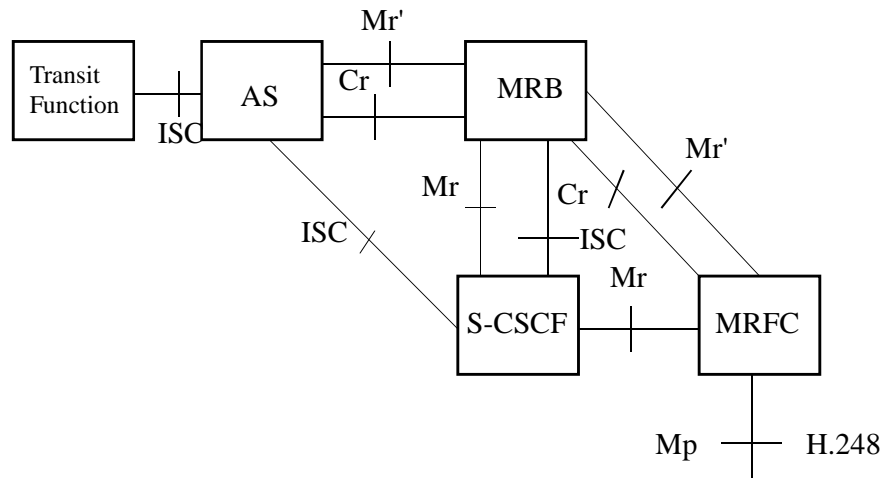 Mr'
Transit
Function
AS
Cr
MRB
ISC
Mr'
Mr
Cr
ISC
ISC
Mr
S-CSCF
MRFC
Mp
H.248